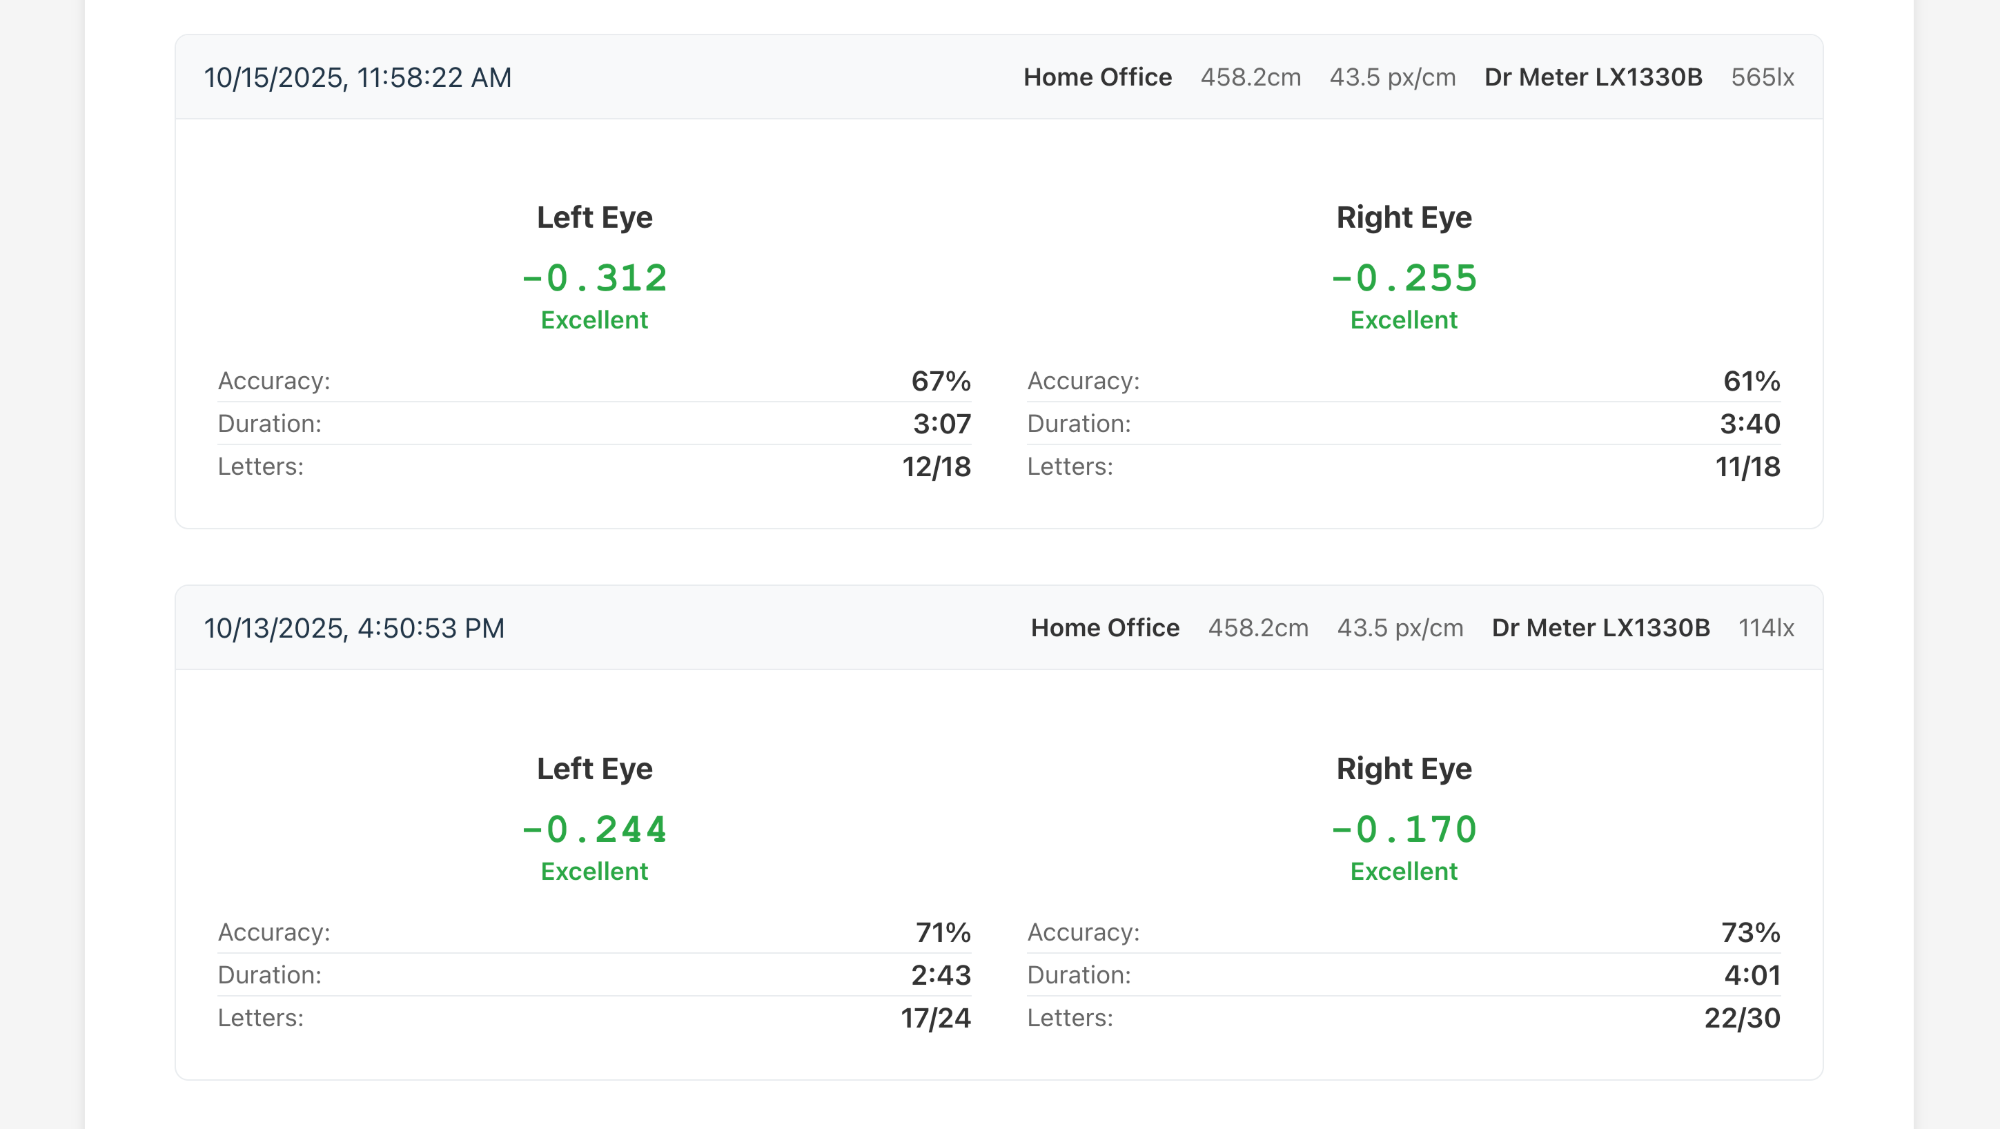 10/15/2025, 11:58:22 AM Home Office 458.2cm 43.5 px/cm Dr Meter LX1330B 565lx
Left Eye
-0.312
Excellent
Accuracy: 67%
Duration: 3:07
Letters: 12/18
Right Eye
-0.255
Excellent
Accuracy: 61%
Duration: 3:40
Letters: 11/18
10/13/2025, 4:50:53 PM Home Office 458.2cm 43.5 px/cm Dr Meter LX1330B 114lx
Left Eye
-0.244
Excellent
Accuracy: 71%
Duration: 2:43
Letters: 17/24
Right Eye
-0.170
Excellent
Accuracy: 73%
Duration: 4:01
Letters: 22/30